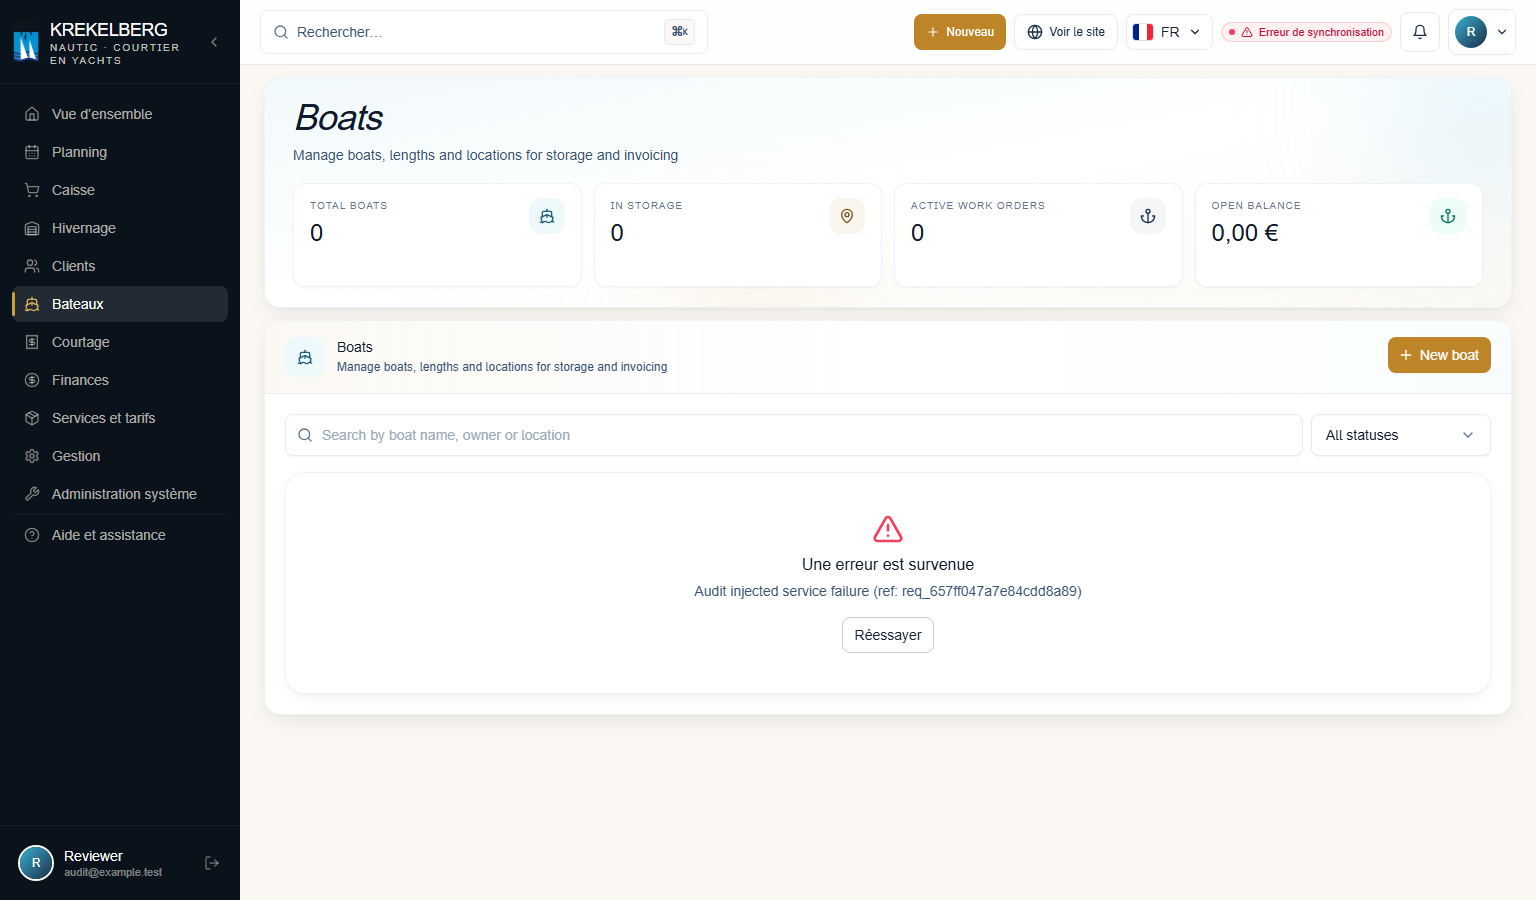 KREKELBERG
NAUTIC · COURTIER
EN YACHTS
Rechercher…
⌘K
Nouveau
Voir le site
FR
Erreur de synchronisation
R
Vue d'ensemble
Planning
Caisse
Hivernage
Clients
Bateaux
Courtage
Finances
Services et tarifs
Gestion
Administration système
Aide et assistance
R
Reviewer
audit@example.test
Boats
Manage boats, lengths and locations for storage and invoicing
TOTAL BOATS
0
IN STORAGE
0
ACTIVE WORK ORDERS
0
OPEN BALANCE
0,00 €
Boats
Manage boats, lengths and locations for storage and invoicing
New boat
Search by boat name, owner or location
All statuses
Une erreur est survenue
Audit injected service failure (ref: req_657ff047a7e84cdd8a89)
Réessayer